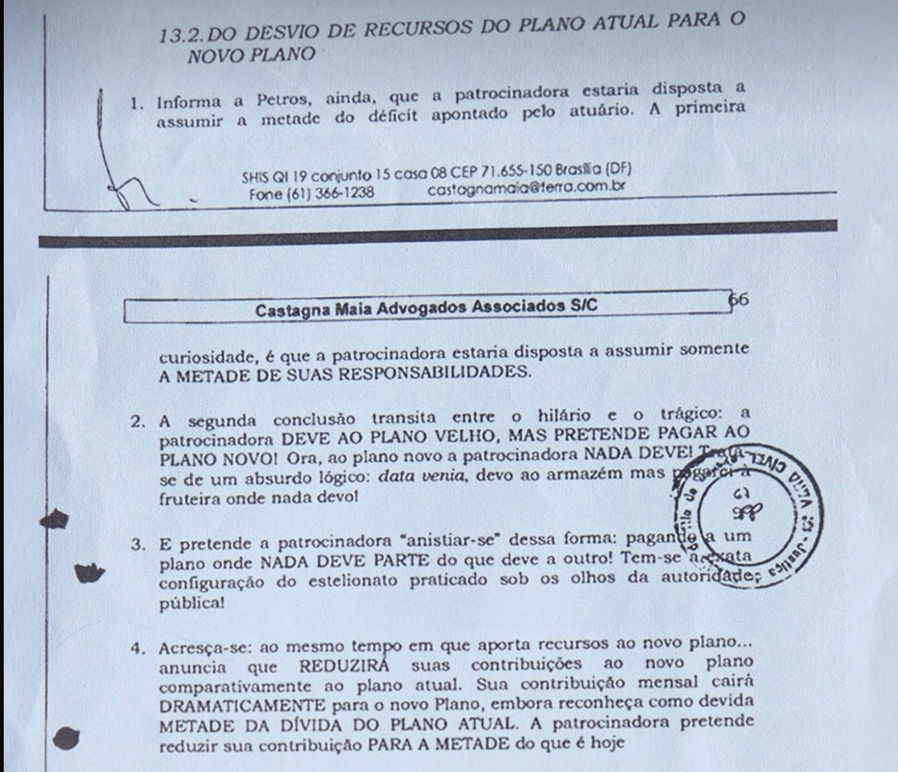 13.2. DO DESVIO DE RECURSOS DO PLANO ATUAL PARA O
NOVO PLANO
1. Informa a Petros, ainda, que a patrocinadora estaria disposta a
assumir a metade do déficit apontado pelo atuário. A primeira
SHIS QI 19 conjunto 15 casa 08 CEP 71.655-150 Brasília (DF)
Fone (61) 366-1238 castagnamaia@terra.com.br
Castagna Maia Advogados Associados S/C 66
curiosidade, é que a patrocinadora estaria disposta a assumir somente
A METADE DE SUAS RESPONSABILIDADES.
2. A segunda conclusão transita entre o hilário e o trágico: a
patrocinadora DEVE AO PLANO VELHO, MAS PRETENDE PAGAR AO
PLANO NOVO! Ora, ao plano novo a patrocinadora NADA DEVE! Trata-
se de um absurdo lógico: data venia, devo ao armazém mas pagarei à
fruteira onde nada devo!
3. E pretende a patrocinadora "anistiar-se" dessa forma: pagando a um
plano onde NADA DEVE PARTE do que deve a outro! Tem-se a exata
configuração do estelionato praticado sob os olhos da autoridade
pública!
4. Acresça-se: ao mesmo tempo em que aporta recursos ao novo plano...
anuncia que REDUZIRÁ suas contribuições ao novo plano
comparativamente ao plano atual. Sua contribuição mensal cairá
DRAMATICAMENTE para o novo Plano, embora reconheça como devida
METADE DA DÍVIDA DO PLANO ATUAL. A patrocinadora pretende
reduzir sua contribuição PARA A METADE do que é hoje